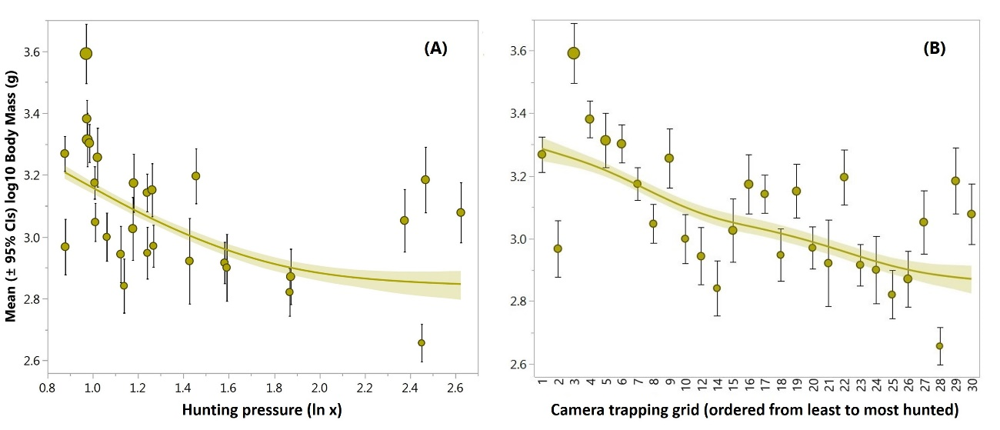 (A)
Mean (± 95% CIs) log10 Body Mass (g)
3.6
3.4
3.2
3.0
2.8
2.6
0.8 1.0 1.2 1.4 1.6 1.8 2.0 2.2 2.4 2.6
Hunting pressure (ln x)
(B)
3.6
3.4
3.2
3.0
2.8
2.6
1 2 3 4 5 6 7 8 9 10 12 14 15 16 17 18 19 20 21 22 23 24 25 26 27 28 29 30
Camera trapping grid (ordered from least to most hunted)